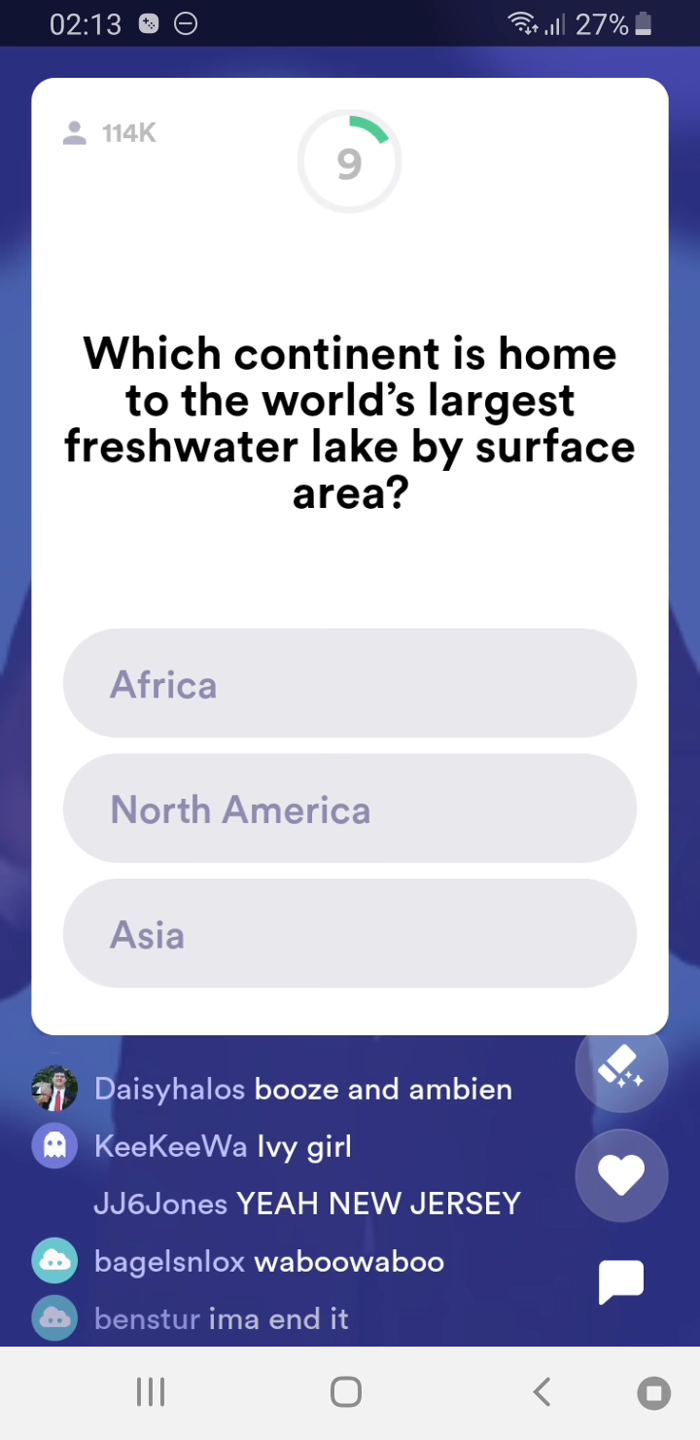 02:13 27%
114K
9
Which continent is home
to the world’s largest
freshwater lake by surface
area?
Africa
North America
Asia
Daisyhalos booze and ambien
KeeKeeWa Ivy girl
JJ6Jones YEAH NEW JERSEY
bagelsnlox waboowaboo
benstur ima end it